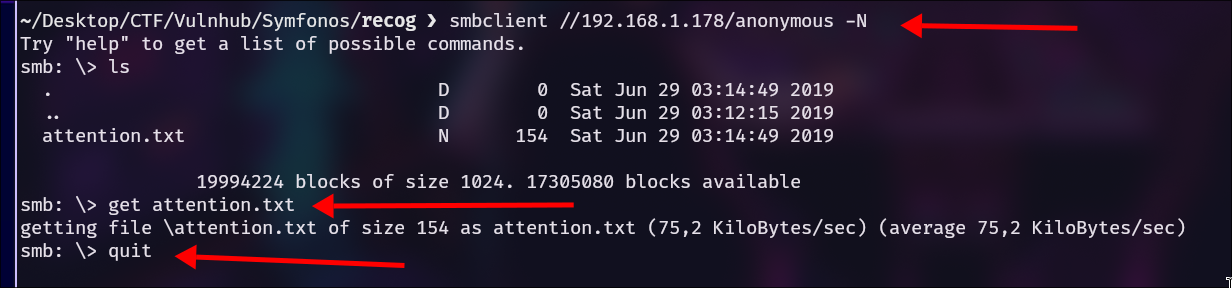 ~/Desktop/CTF/Vulnhub/Symfonos/recog ❯ smbclient //192.168.1.178/anonymous -N
Try "help" to get a list of possible commands.
smb: \> ls
. D 0 Sat Jun 29 03:14:49 2019
.. D 0 Sat Jun 29 03:12:15 2019
attention.txt N 154 Sat Jun 29 03:14:49 2019
19994224 blocks of size 1024. 17305080 blocks available
smb: \> get attention.txt
getting file \attention.txt of size 154 as attention.txt (75,2 KiloBytes/sec) (average 75,2 KiloBytes/sec)
smb: \> quit